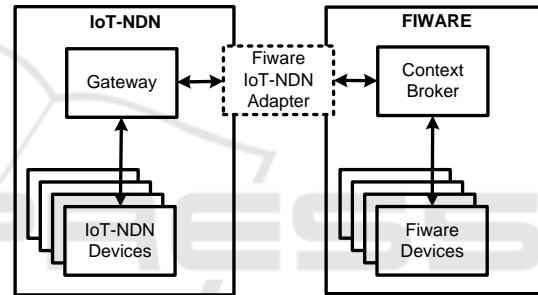 IoT-NDN
FIWARE
Gateway
Fiware
IoT-NDN
Adapter
Context
Broker
IoT-NDN
Devices
Fiware
Devices